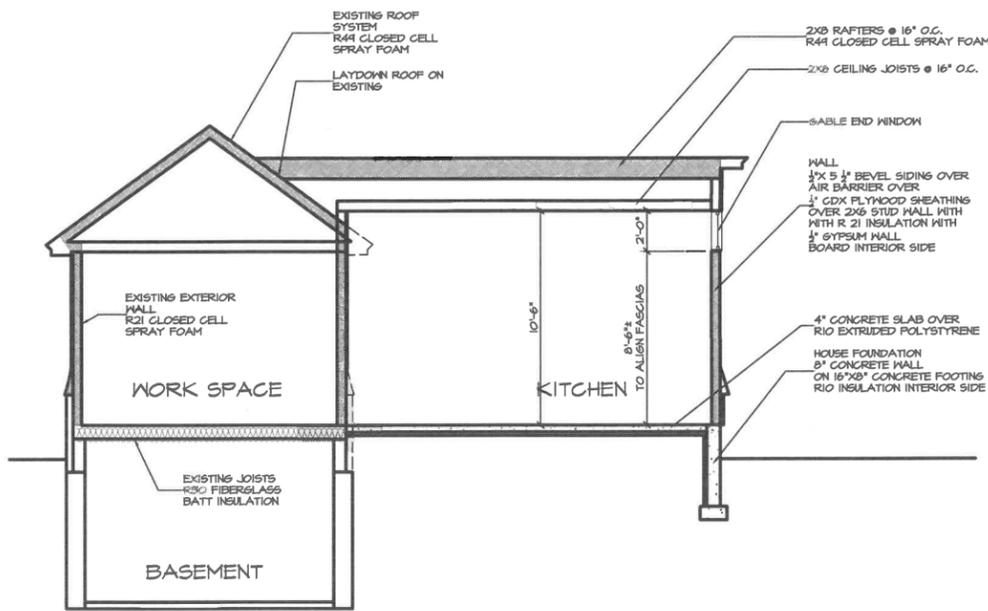 EXISTING ROOF
SYSTEM
R49 CLOSED CELL
SPRAY FOAM
LAYDOWN ROOF ON
EXISTING
2X8 RAFTERS @ 16" O.C.
R49 CLOSED CELL SPRAY FOAM
2X6 CEILING JOISTS @ 16" O.C.
GABLE END WINDOW
WALL
½"X 5 ½" BEVEL SIDING OVER
AIR BARRIER OVER
½" CDX PLYWOOD SHEATHING
OVER 2X6 STUD WALL WITH
WITH R 21 INSULATION WITH
½" GYPSUM WALL
BOARD INTERIOR SIDE
2'-0"
10'-6"
8'-6"±
TO ALIGN FASCIAS
EXISTING EXTERIOR
WALL
R21 CLOSED CELL
SPRAY FOAM
4" CONCRETE SLAB OVER
R10 EXTRUDED POLYSTYRENE
HOUSE FOUNDATION
8" CONCRETE WALL
ON 16"X8" CONCRETE FOOTING
R10 INSULATION INTERIOR SIDE
WORK SPACE
KITCHEN
EXISTING JOISTS
R30 FIBERGLASS
BATT INSULATION
BASEMENT